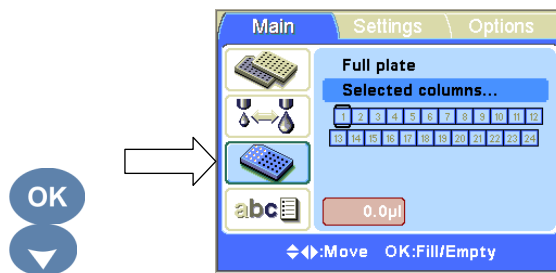 Main Settings Options
Full plate
Selected columns...
1 2 3 4 5 6 7 8 9 10 11 12
13 14 15 16 17 18 19 20 21 22 23 24
abc
0.0µl
:Move OK:Fill/Empty
OK